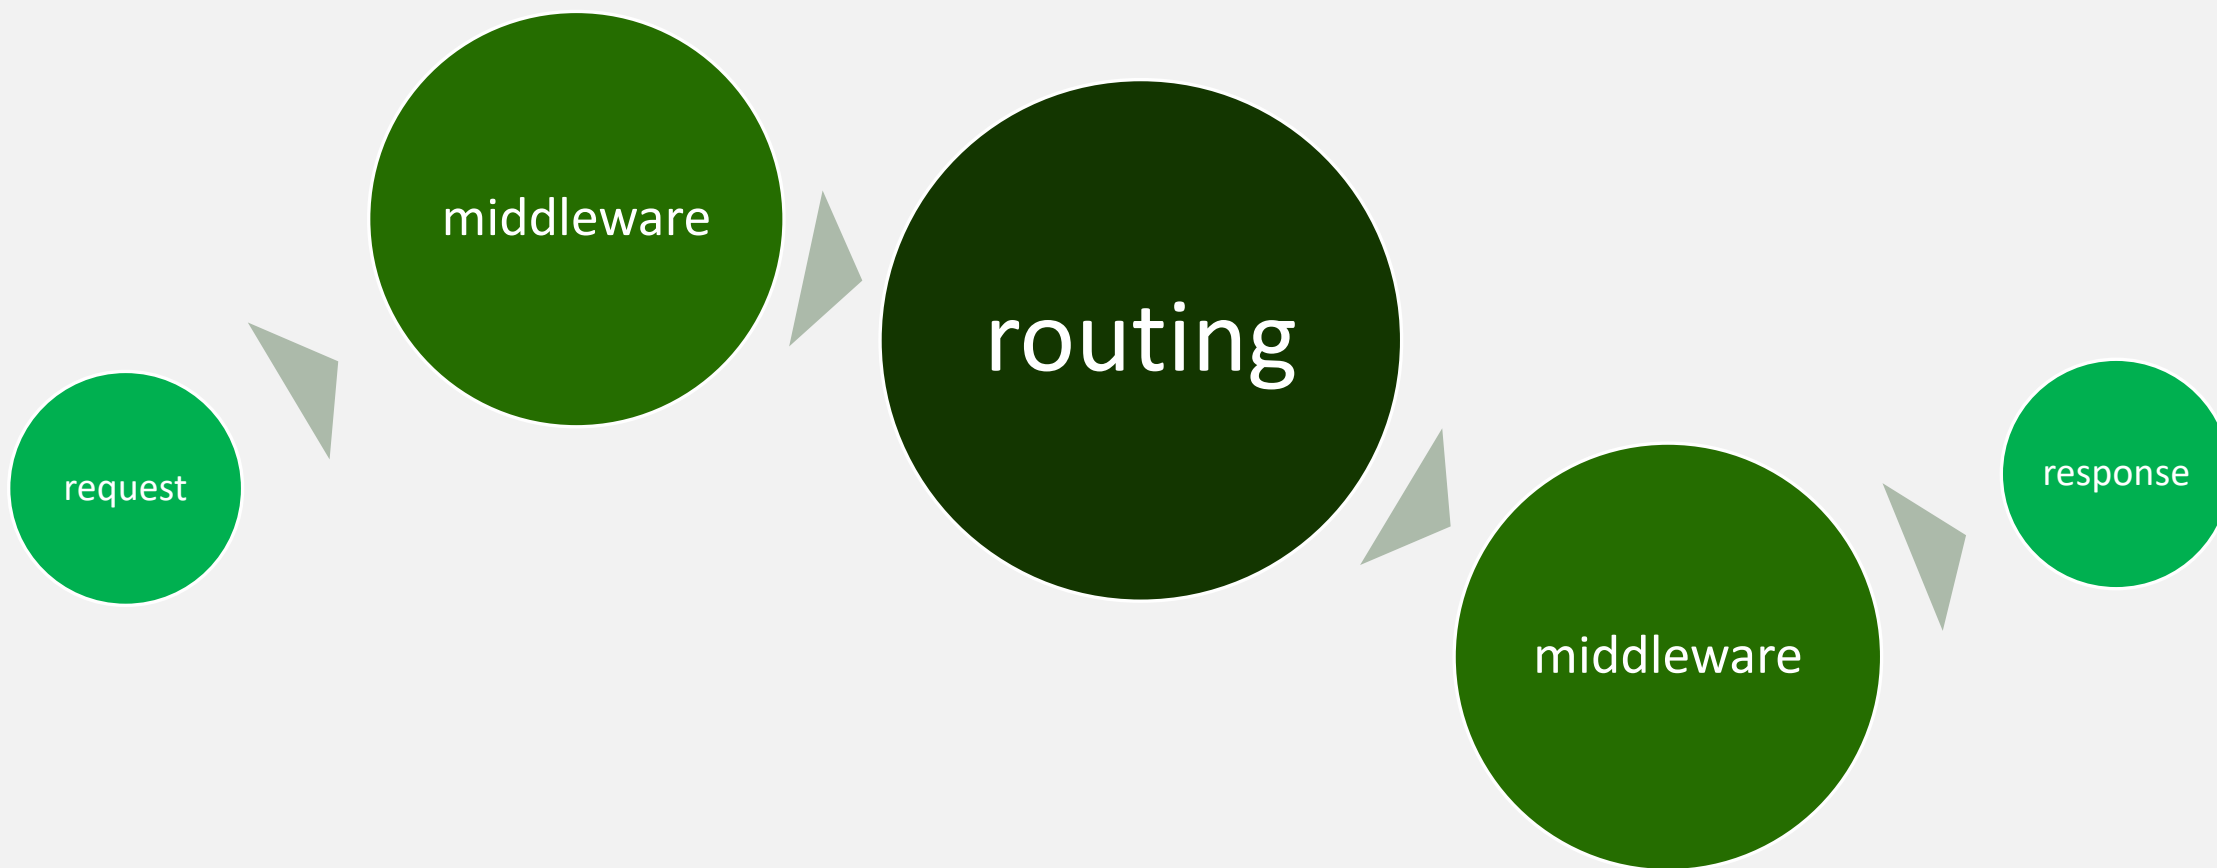 request
middleware
routing
middleware
response